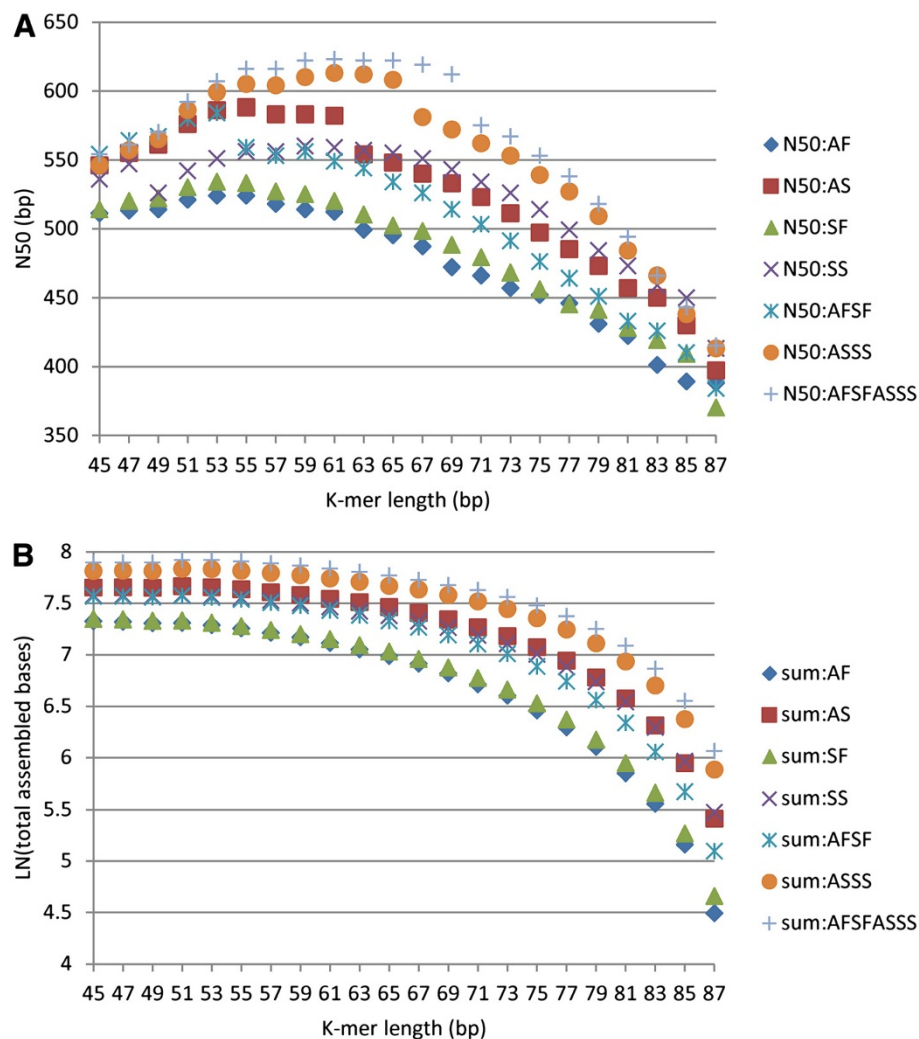 A
N50 (bp)
650
600
550
500
450
400
350
45 47 49 51 53 55 57 59 61 63 65 67 69 71 73 75 77 79 81 83 85 87
K-mer length (bp)
N50:AF
N50:AS
N50:SF
N50:SS
N50:AFSF
N50:ASSS
N50:AFSFASSS
B
LN(total assembled bases)
8
7.5
7
6.5
6
5.5
5
4.5
4
45 47 49 51 53 55 57 59 61 63 65 67 69 71 73 75 77 79 81 83 85 87
K-mer length (bp)
sum:AF
sum:AS
sum:SF
sum:SS
sum:AFSF
sum:ASSS
sum:AFSFASSS